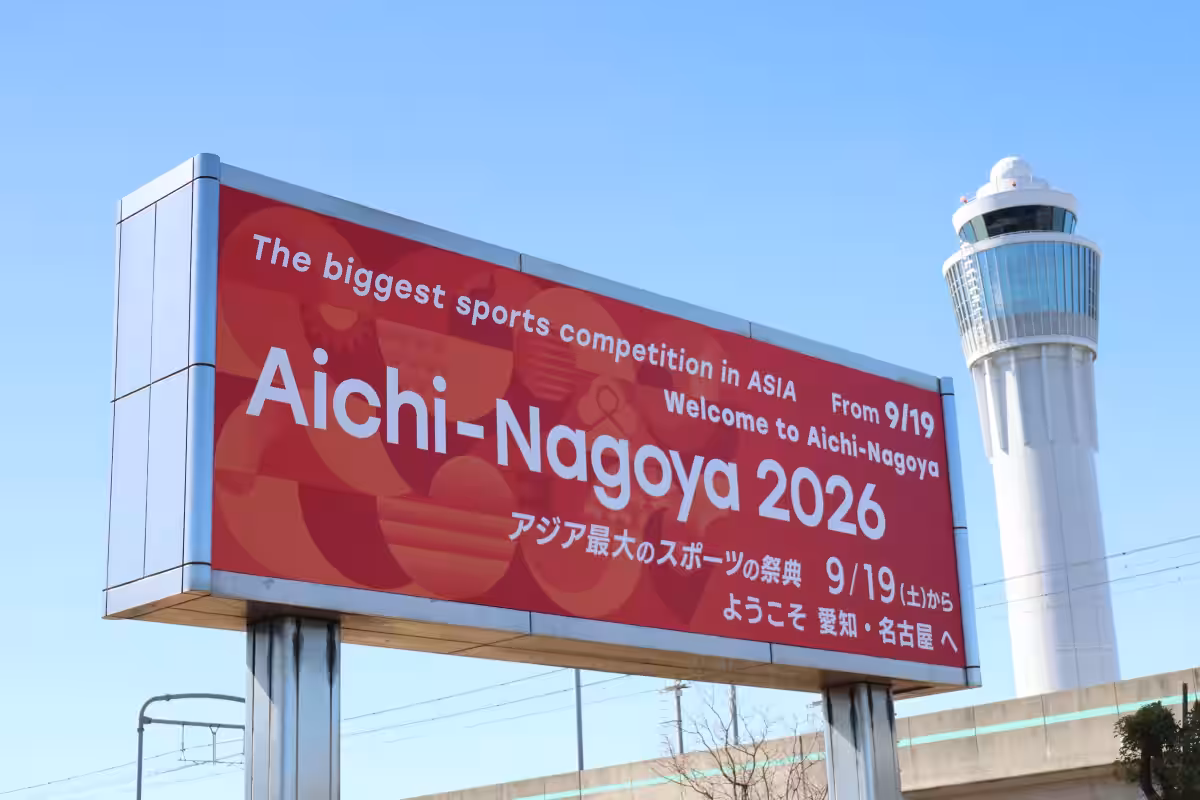 The biggest sports competition in ASIA From 9/19
Welcome to Aichi-Nagoya
Aichi-Nagoya 2026
アジア最大のスポーツの祭典 9/19(土)から
ようこそ 愛知・名古屋 へ